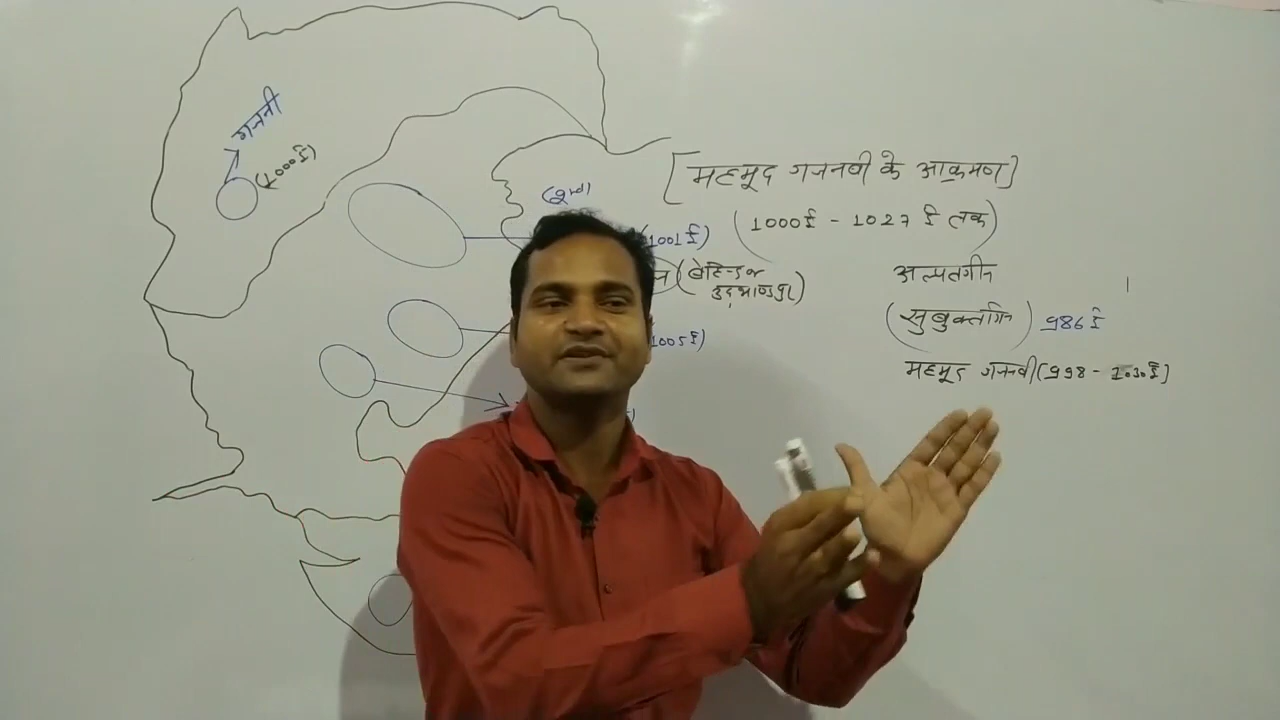 गजनी
(1000ई)
(2nd)
[महमूद गजनवी के आक्रमण]
(1000ई - 1027 ई तक)
1001ई)
अल्पतगीन
(सुबुक्तगिन) 986ई
1005ई)
महमूद गजनवी(998 - 1030ई]